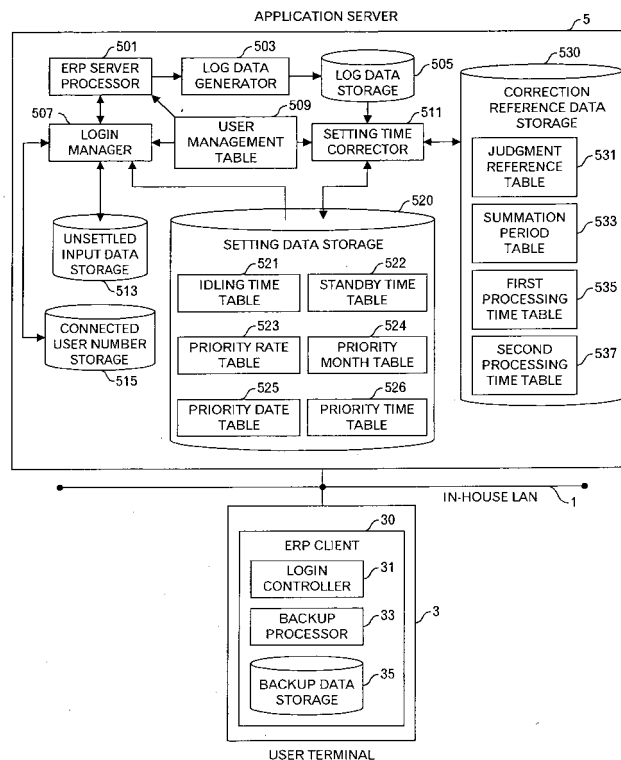 APPLICATION SERVER
5
501
ERP SERVER
PROCESSOR
503
LOG DATA
GENERATOR
505
LOG DATA
STORAGE
507
LOGIN
MANAGER
509
USER
MANAGEMENT
TABLE
511
SETTING TIME
CORRECTOR
530
CORRECTION
REFERENCE DATA
STORAGE
JUDGMENT
REFERENCE
TABLE
531
SUMMATION
PERIOD
TABLE
533
FIRST
PROCESSING
TIME TABLE
535
SECOND
PROCESSING
TIME TABLE
537
UNSETTLED
INPUT DATA
STORAGE
513
CONNECTED
USER NUMBER
STORAGE
515
520
SETTING DATA STORAGE
521
IDLING TIME
TABLE
522
STANDBY TIME
TABLE
523
PRIORITY RATE
TABLE
524
PRIORITY
MONTH TABLE
525
PRIORITY DATE
TABLE
526
PRIORITY TIME
TABLE
IN-HOUSE LAN
1
30
ERP CLIENT
LOGIN
CONTROLLER
31
BACKUP
PROCESSOR
33
BACKUP DATA
STORAGE
35
3
USER TERMINAL